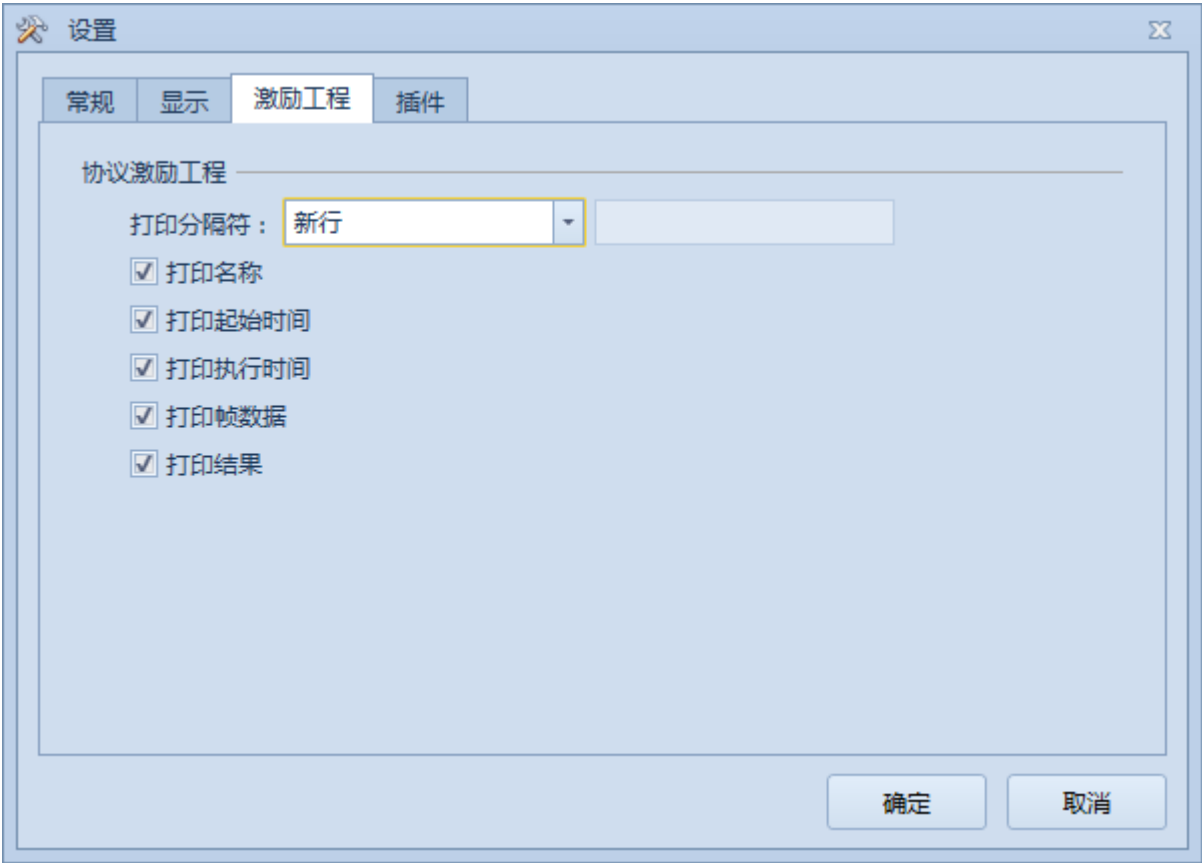 设置
常规 显示 激励工程 插件
协议激励工程
打印分隔符： 新行
打印名称
打印起始时间
打印执行时间
打印帧数据
打印结果
确定 取消